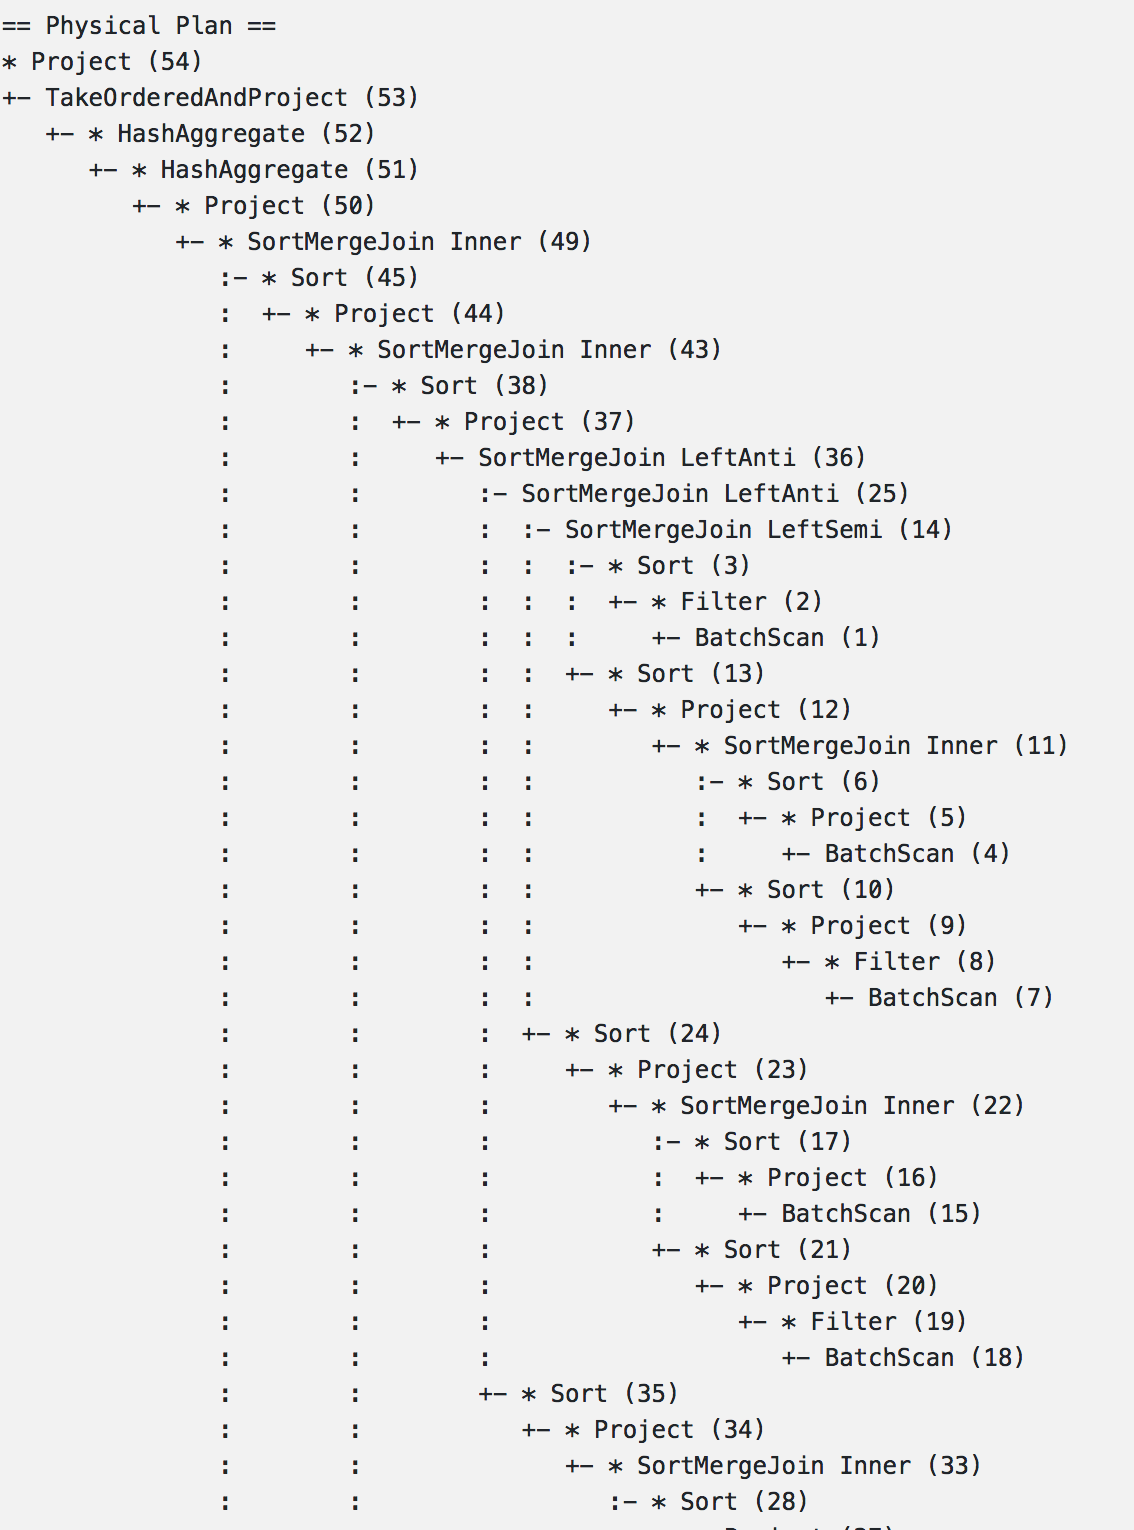 == Physical Plan ==
* Project (54)
+- TakeOrderedAndProject (53)
   +- * HashAggregate (52)
      +- * HashAggregate (51)
         +- * Project (50)
            +- * SortMergeJoin Inner (49)
               :- * Sort (45)
               :  +- * Project (44)
               :     +- * SortMergeJoin Inner (43)
               :        :- * Sort (38)
               :        :  +- * Project (37)
               :        :     +- SortMergeJoin LeftAnti (36)
               :        :        :- SortMergeJoin LeftAnti (25)
               :        :        :  :- SortMergeJoin LeftSemi (14)
               :        :        :  :  :- * Sort (3)
               :        :        :  :  :  +- * Filter (2)
               :        :        :  :  :     +- BatchScan (1)
               :        :        :  :  +- * Sort (13)
               :        :        :  :     +- * Project (12)
               :        :        :  :        +- * SortMergeJoin Inner (11)
               :        :        :  :           :- * Sort (6)
               :        :        :  :           :  +- * Project (5)
               :        :        :  :           :     +- BatchScan (4)
               :        :        :  :           +- * Sort (10)
               :        :        :  :              +- * Project (9)
               :        :        :  :                 +- * Filter (8)
               :        :        :  :                    +- BatchScan (7)
               :        :        :  +- * Sort (24)
               :        :        :     +- * Project (23)
               :        :        :        +- * SortMergeJoin Inner (22)
               :        :        :           :- * Sort (17)
               :        :        :           :  +- * Project (16)
               :        :        :           :     +- BatchScan (15)
               :        :        :           +- * Sort (21)
               :        :        :              +- * Project (20)
               :        :        :                 +- * Filter (19)
               :        :        :                    +- BatchScan (18)
               :        :        +- * Sort (35)
               :        :           +- * Project (34)
               :        :              +- * SortMergeJoin Inner (33)
               :        :                 :- * Sort (28)